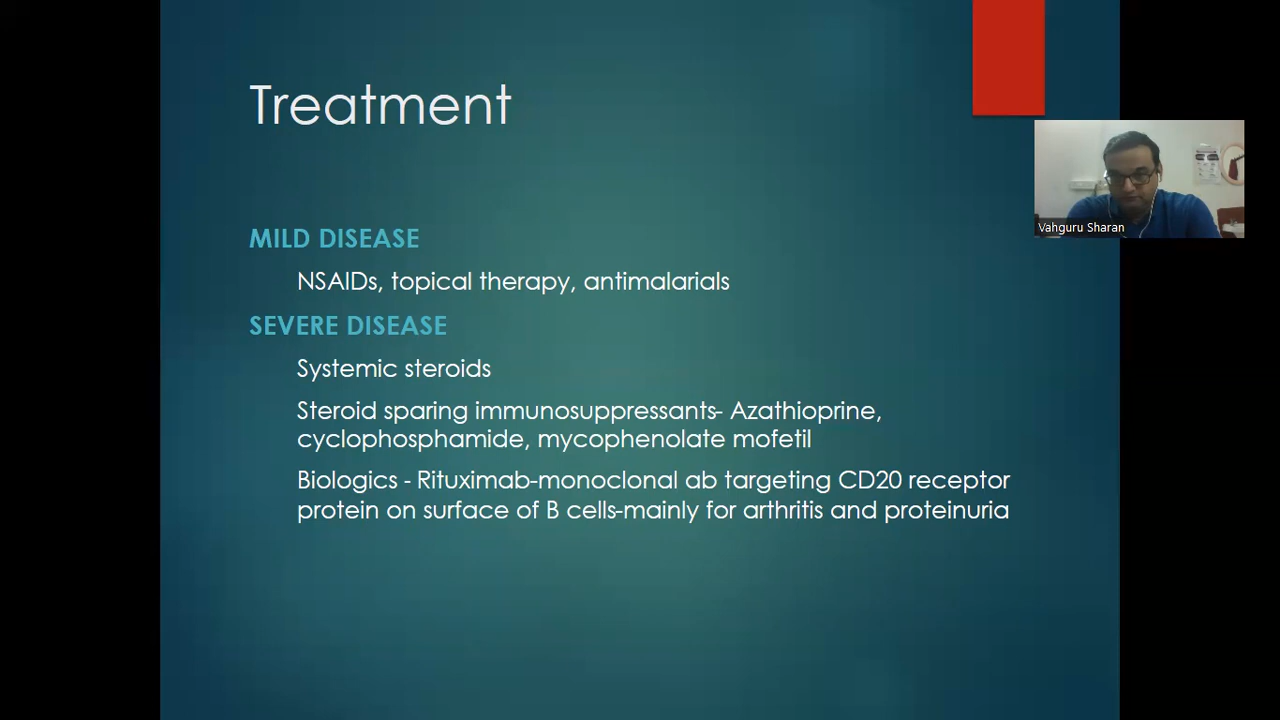 Treatment
MILD DISEASE
NSAIDs, topical therapy, antimalarials
SEVERE DISEASE
Systemic steroids
Steroid sparing immunosuppressants- Azathioprine,
cyclophosphamide, mycophenolate mofetil
Biologics - Rituximab-monoclonal ab targeting CD20 receptor
protein on surface of B cells-mainly for arthritis and proteinuria
Vahguru Sharan